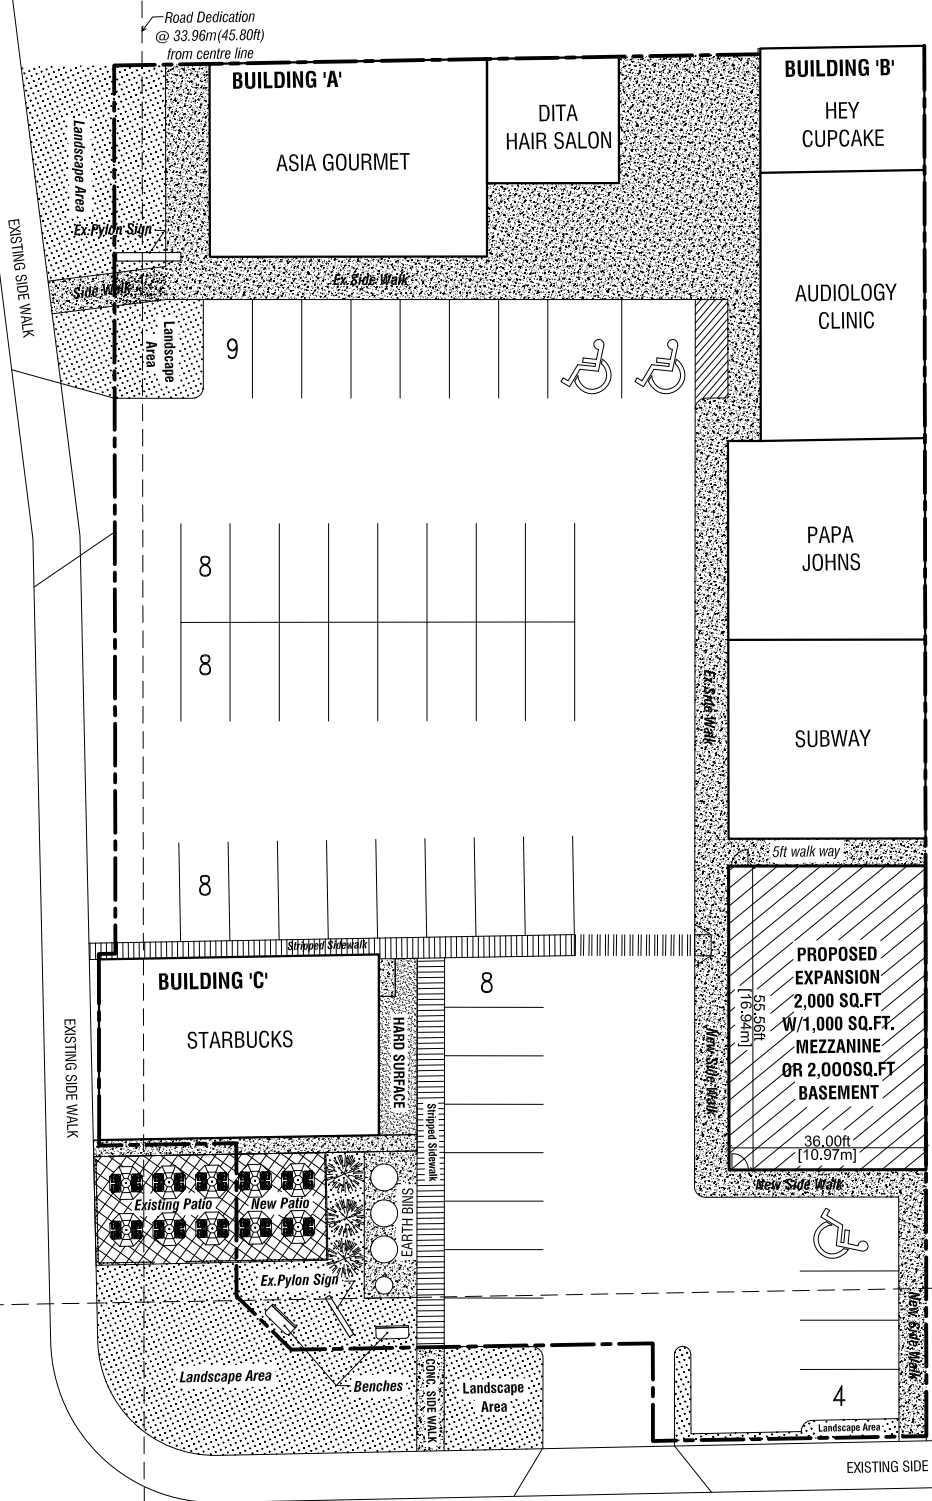 Road Dedication
@ 33.96m(45.80ft)
from centre line
BUILDING 'A'
ASIA GOURMET
DITA
HAIR SALON
BUILDING 'B'
HEY
CUPCAKE
Landscape Area
Ex.Pylon Sign
EXISTING SIDE WALK
Side Walk
Ex.Side Walk
AUDIOLOGY
CLINIC
Landscape
Area
9
PAPA
JOHNS
8
8
Ex.Side Walk
SUBWAY
8
5ft walk way
Stripped Sidewalk
BUILDING 'C'
STARBUCKS
HARD SURFACE
8
PROPOSED
EXPANSION
2,000 SQ.FT
W/1,000 SQ.FT.
MEZZANINE
OR 2,000SQ.FT
BASEMENT
55.56ft
[16.94m]
New Side Walk
EXISTING SIDE WALK
Stripped Sidewalk
36.00ft
[10.97m]
New Side Walk
Existing Patio
New Patio
EARTH BINS
Ex.Pylon Sign
New Side Walk
Landscape Area
Benches
CONC. SIDE WALK
Landscape
Area
4
Landscape Area
EXISTING SIDE